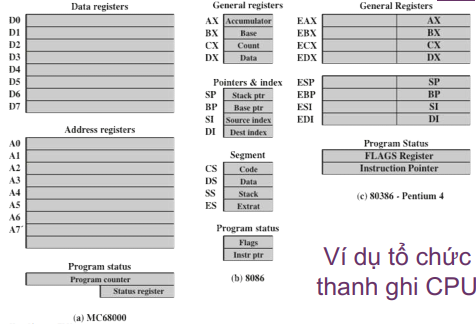 Data registers
D0
D1
D2
D3
D4
D5
D6
D7
Address registers
A0
A1
A2
A3
A4
A5
A6
A7´
Program status
Program counter
Status register
(a) MC68000
General registers
AX Accumulator
BX Base
CX Count
DX Data
Pointers & index
SP Stack ptr
BP Base ptr
SI Source index
DI Dest index
Segment
CS Code
DS Data
SS Stack
ES Extrat
Program status
Flags
Instr ptr
(b) 8086
General Registers
EAX AX
EBX BX
ECX CX
EDX DX
ESP SP
EBP BP
ESI SI
EDI DI
Program Status
FLAGS Register
Instruction Pointer
(c) 80386 - Pentium 4
Ví dụ tổ chức
thanh ghi CPU